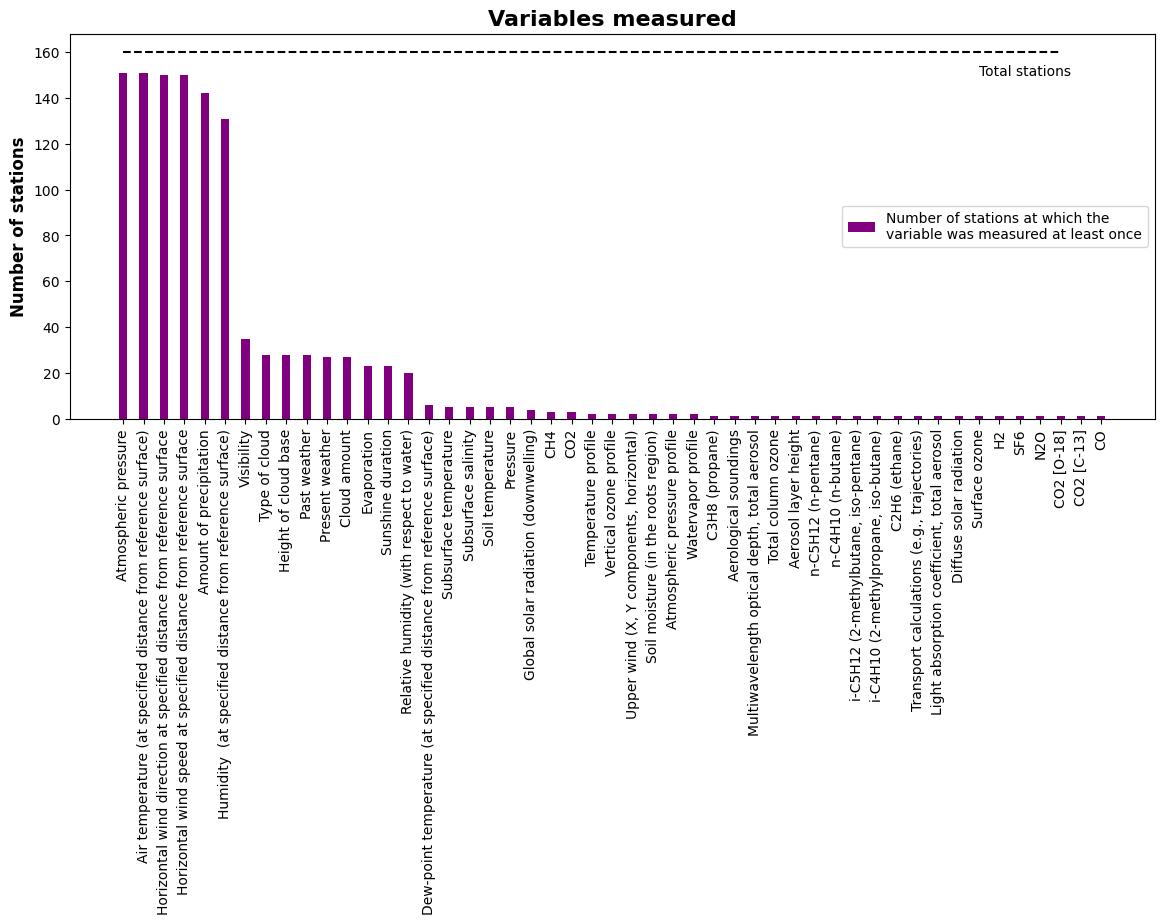 Variables measured
Number of stations
160
140
120
100
80
60
40
20
0
Total stations
Number of stations at which the
variable was measured at least once
Atmospheric pressure
Air temperature (at specified distance from reference surface)
Horizontal wind direction at specified distance from reference surface
Horizontal wind speed at specified distance from reference surface
Amount of precipitation
Humidity  (at specified distance from reference surface)
Visibility
Type of cloud
Height of cloud base
Past weather
Present weather
Cloud amount
Evaporation
Sunshine duration
Relative humidity (with respect to water)
Dew-point temperature (at specified distance from reference surface)
Subsurface temperature
Subsurface salinity
Soil temperature
Pressure
Global solar radiation (downwelling)
CH4
CO2
Temperature profile
Vertical ozone profile
Upper wind (X, Y components, horizontal)
Soil moisture (in the roots region)
Atmospheric pressure profile
Watervapor profile
C3H8 (propane)
Aerological soundings
Multiwavelength optical depth, total aerosol
Total column ozone
Aerosol layer height
n-C5H12 (n-pentane)
n-C4H10 (n-butane)
i-C5H12 (2-methylbutane, iso-pentane)
i-C4H10 (2-methylpropane, iso-butane)
C2H6 (ethane)
Transport calculations (e.g., trajectories)
Light absorption coefficient, total aerosol
Diffuse solar radiation
Surface ozone
H2
SF6
N2O
CO2 [O-18]
CO2 [C-13]
CO